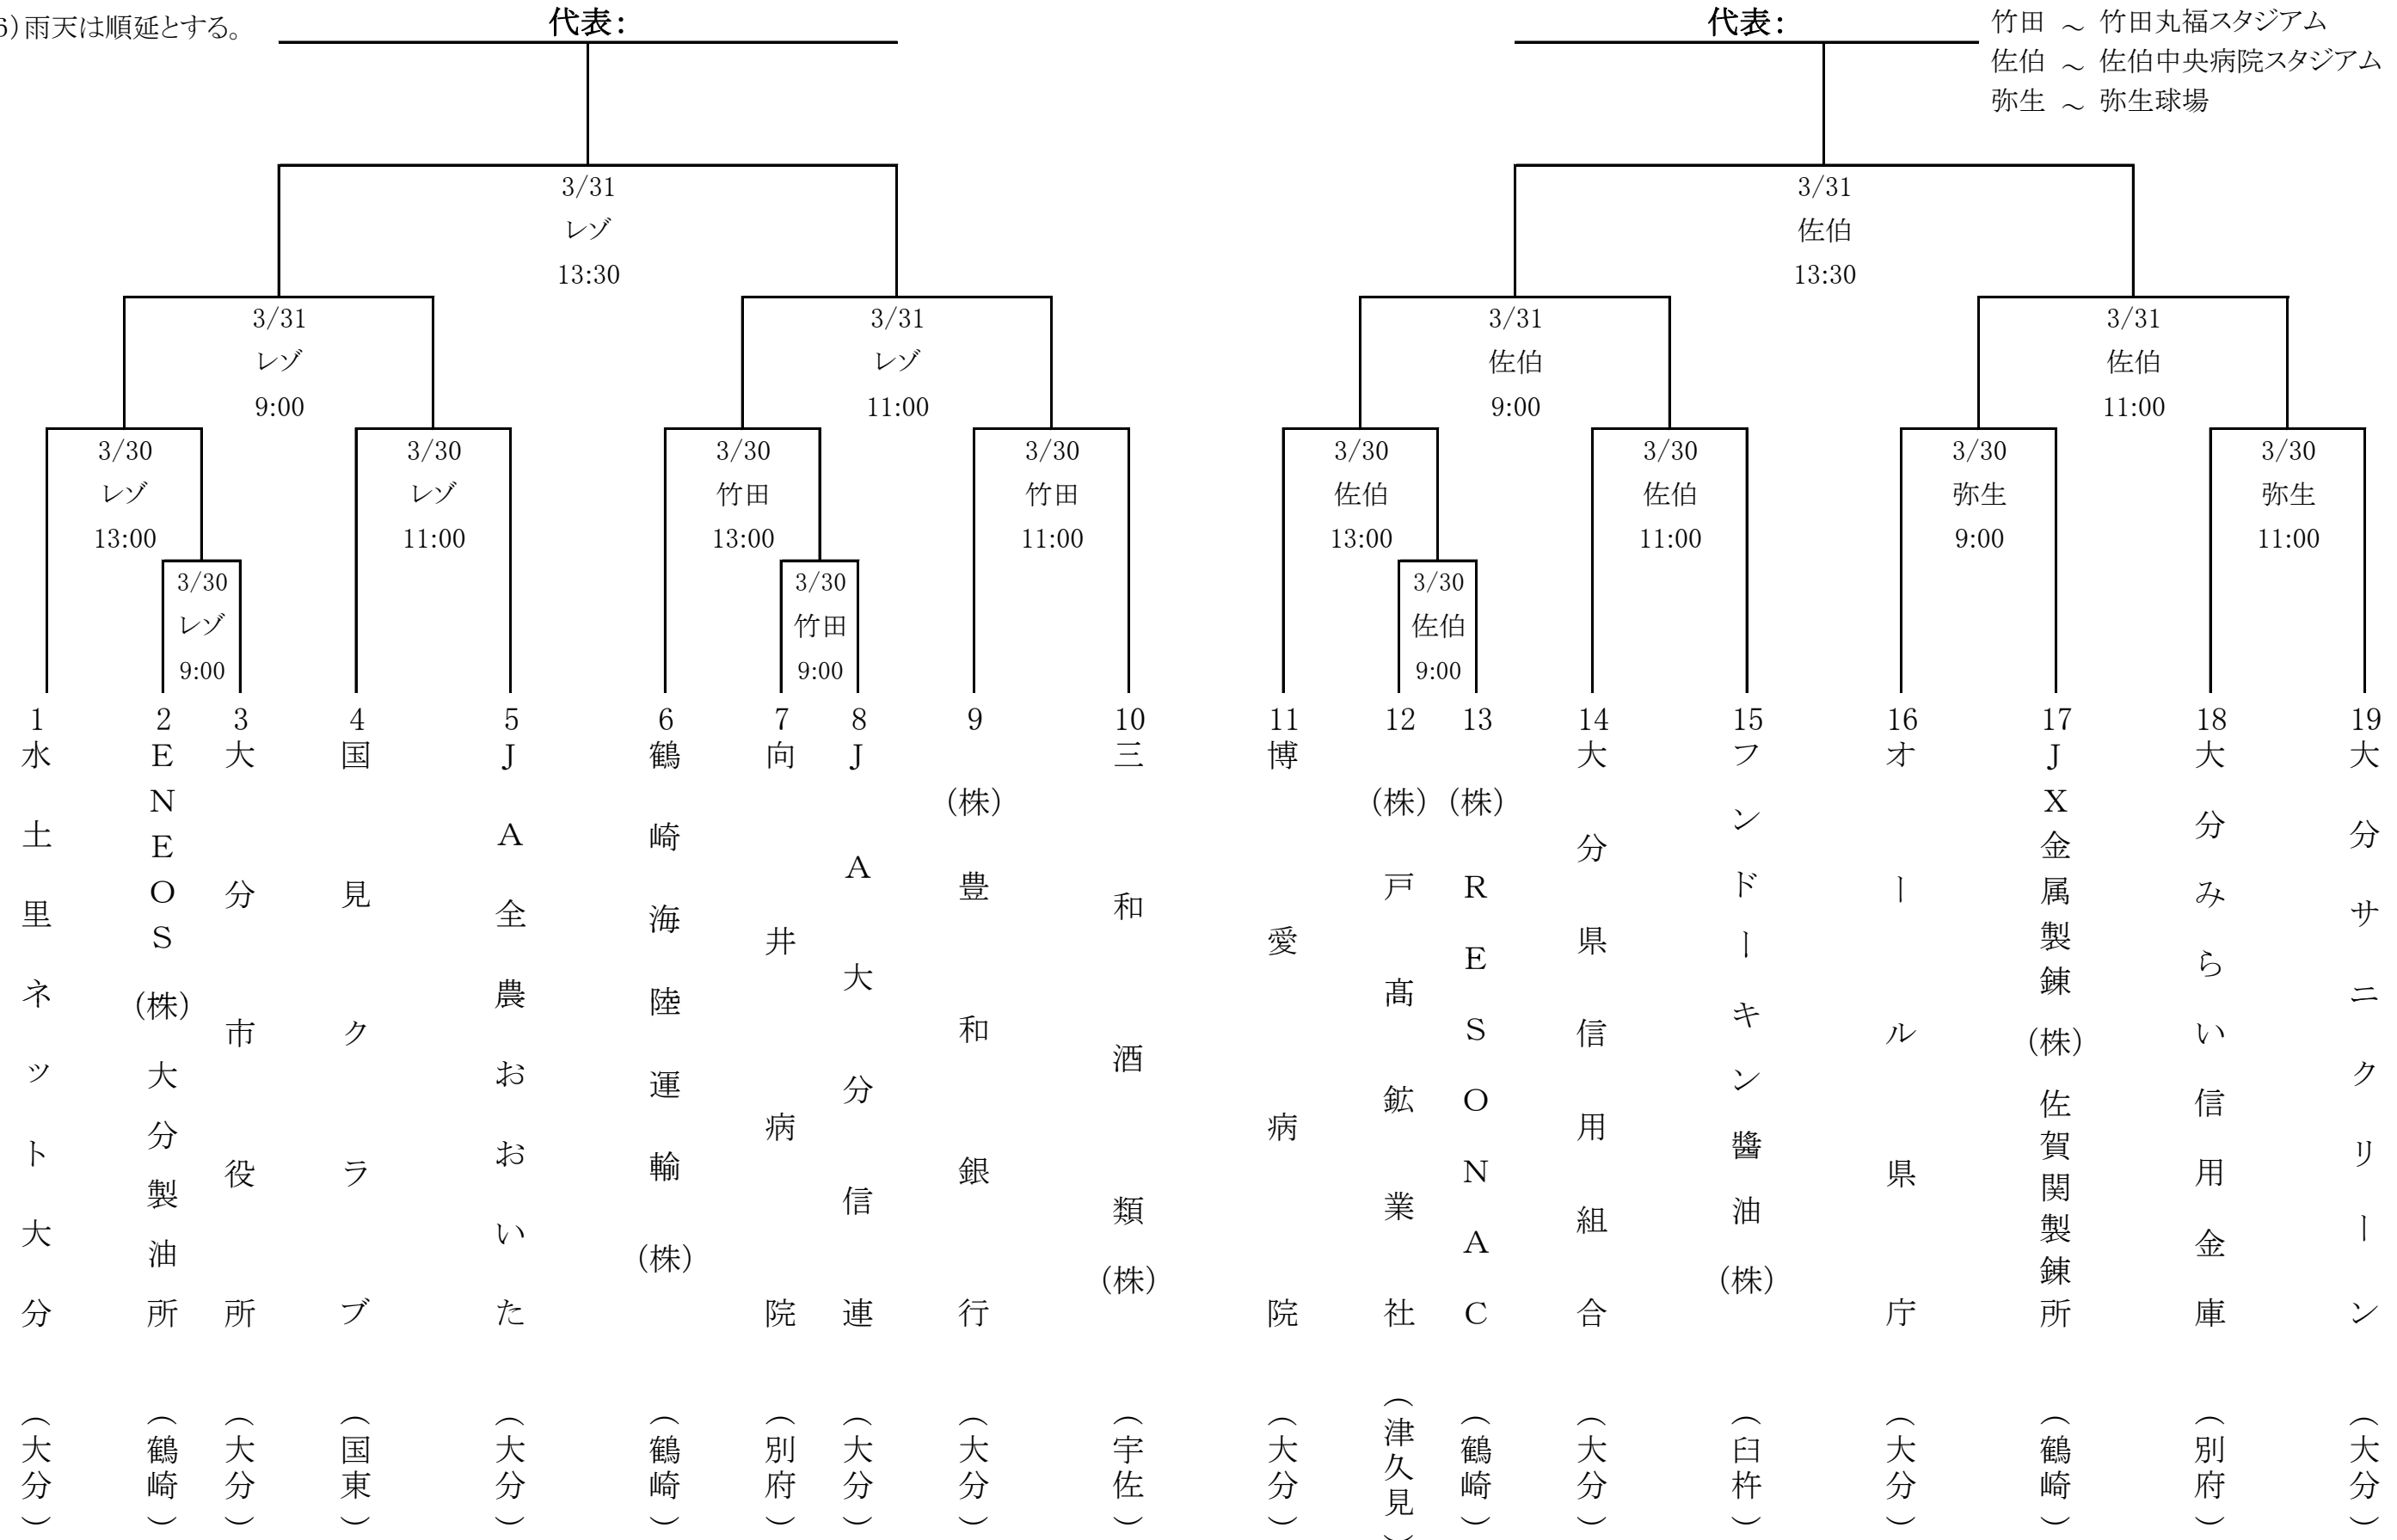 6)雨天は順延とする。
代表:
代表:
竹田 ～ 竹田丸福スタジアム
佐伯 ～ 佐伯中央病院スタジアム
弥生 ～ 弥生球場
3/31
レゾ
13:30
3/31
佐伯
13:30
3/31
レゾ
9:00
3/31
レゾ
11:00
3/31
佐伯
9:00
3/31
佐伯
11:00
3/30
レゾ
13:00
3/30
レゾ
11:00
3/30
竹田
13:00
3/30
竹田
11:00
3/30
佐伯
13:00
3/30
佐伯
11:00
3/30
弥生
9:00
3/30
弥生
11:00
3/30
レゾ
9:00
3/30
竹田
9:00
3/30
佐伯
9:00
1
水土里ネット大分
(大分)
2
ENEOS(株)大分製油所
(鶴崎)
3
大分市役所
(大分)
4
国見クラブ
(国東)
5
JA全農おおいた
(大分)
6
鶴崎海陸運輸(株)
(鶴崎)
7
向井病院
(別府)
8
JA大分信連
(大分)
9
(株)豊和銀行
(大分)
10
三和酒類(株)
(宇佐)
11
博愛病院
(大分)
12
(株)戸髙鉱業社
(津久見)
13
(株)RESONAC
(鶴崎)
14
大分県信用組合
(大分)
15
フンドーキン醬油(株)
(臼杵)
16
オール県庁
(大分)
17
JX金属製錬(株)佐賀関製錬所
(鶴崎)
18
大分みらい信用金庫
(別府)
19
大分サニクリーン
(大分)